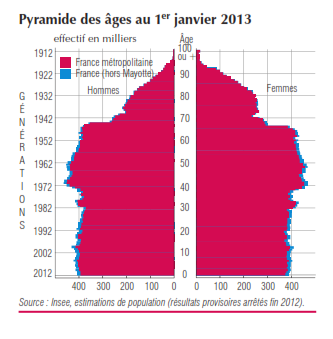 Pyramide des âges au 1er janvier 2013
effectif en milliers
Âge
100
ou +
France métropolitaine
France (hors Mayotte)
Hommes
Femmes
GÉNÉRATIONS
1912
1922
1932
1942
1952
1962
1972
1982
1992
2002
2012
90
80
70
60
50
40
30
20
10
0
400 300 200 100 0
0 100 200 300 400
Source : Insee, estimations de population (résultats provisoires arrêtés fin 2012).